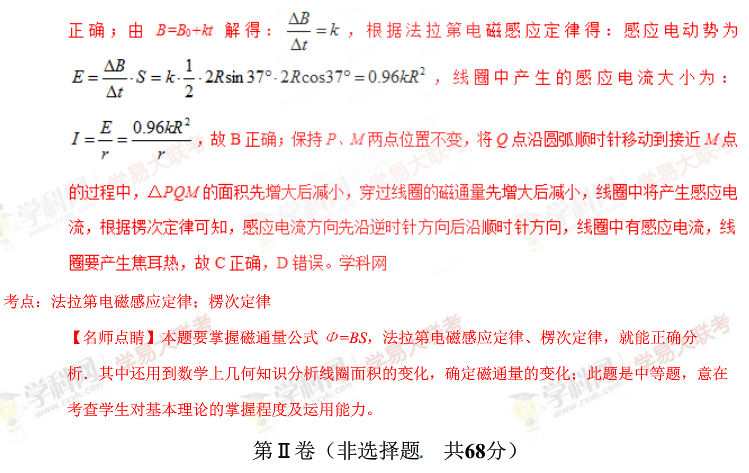 正确；由 B=B₀+kt 解得：ΔB/Δt=k，根据法拉第电磁感应定律得：感应电动势为
E=ΔB/Δt·S=k·1/2·2Rsin37°·2Rcos37°=0.96kR²，线圈中产生的感应电流大小为：
I=E/r=0.96kR²/r，故 B 正确；保持 P、M 两点位置不变，将 Q 点沿圆弧顺时针移动到接近 M 点
的过程中，△PQM 的面积先增大后减小，穿过线圈的磁通量先增大后减小，线圈中将产生感应电
流，根据楞次定律可知，感应电流方向先沿逆时针方向后沿顺时针方向，线圈中有感应电流，线
圈要产生焦耳热，故 C 正确，D 错误。学科网
考点：法拉第电磁感应定律；楞次定律
【名师点睛】本题要掌握磁通量公式 Φ=BS，法拉第电磁感应定律、楞次定律，就能正确分
析．其中还用到数学上几何知识分析线圈面积的变化，确定磁通量的变化；此题是中等题，意在
考查学生对基本理论的掌握程度及运用能力。
第Ⅱ卷（非选择题．共68分）